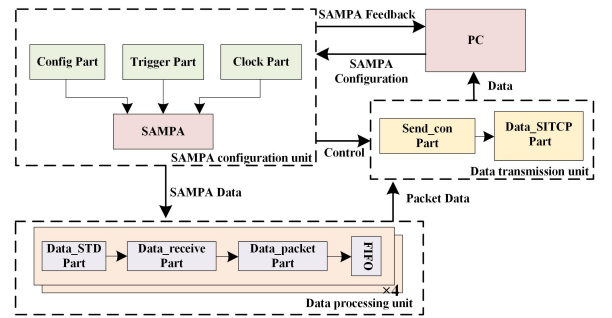 SAMPA Feedback
PC
SAMPA
Configuration
Config Part
Trigger Part
Clock Part
SAMPA
SAMPA configuration unit
Control
Data
Send_con
Part
Data_SITCP
Part
Data transmission unit
SAMPA Data
Packet Data
Data_STD
Part
Data_receive
Part
Data_packet
Part
FIFO
×4
Data processing unit